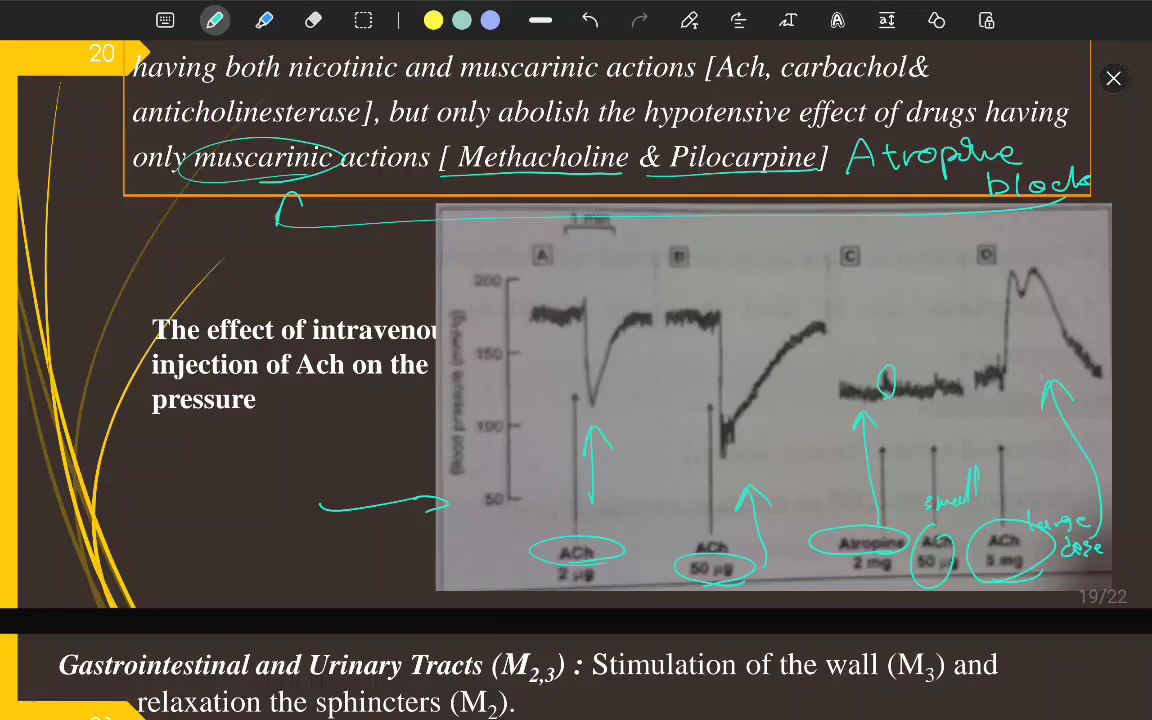 20
having both nicotinic and muscarinic actions [Ach, carbachol&
anticholinesterase], but only abolish the hypotensive effect of drugs having
only muscarinic actions [ Methacholine & Pilocarpine]
Atropine
block
1 min
A
B
C
D
200
150
100
50
Blood pressure (mmHg)
The effect of intravenou
injection of Ach on the
pressure
small
large
dose
ACh
2 µg
ACh
50 µg
Atropine
2 mg
ACh
50 µg
ACh
5 mg
19/22
Gastrointestinal and Urinary Tracts (M2,3) : Stimulation of the wall (M3) and
relaxation the sphincters (M2).